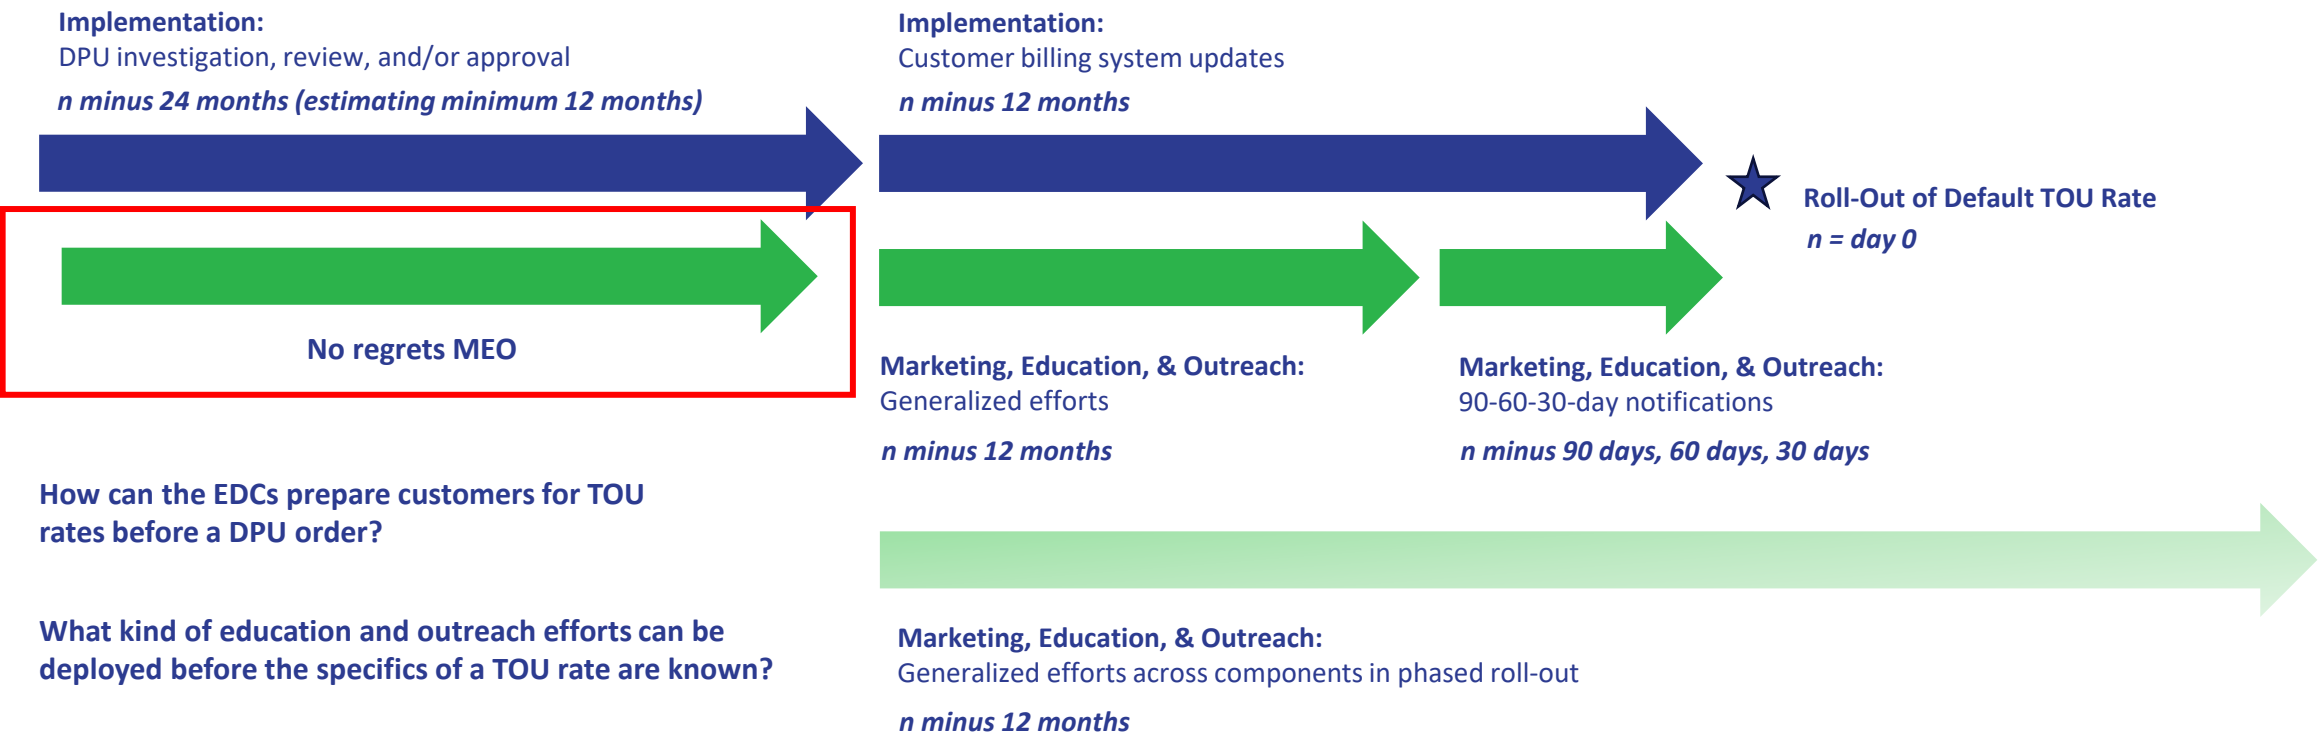 Implementation:
DPU investigation, review, and/or approval
n minus 24 months (estimating minimum 12 months)
Implementation:
Customer billing system updates
n minus 12 months
Roll-Out of Default TOU Rate
n = day 0
No regrets MEO
Marketing, Education, & Outreach:
Generalized efforts
n minus 12 months
Marketing, Education, & Outreach:
90-60-30-day notifications
n minus 90 days, 60 days, 30 days
How can the EDCs prepare customers for TOU
rates before a DPU order?
What kind of education and outreach efforts can be
deployed before the specifics of a TOU rate are known?
Marketing, Education, & Outreach:
Generalized efforts across components in phased roll-out
n minus 12 months